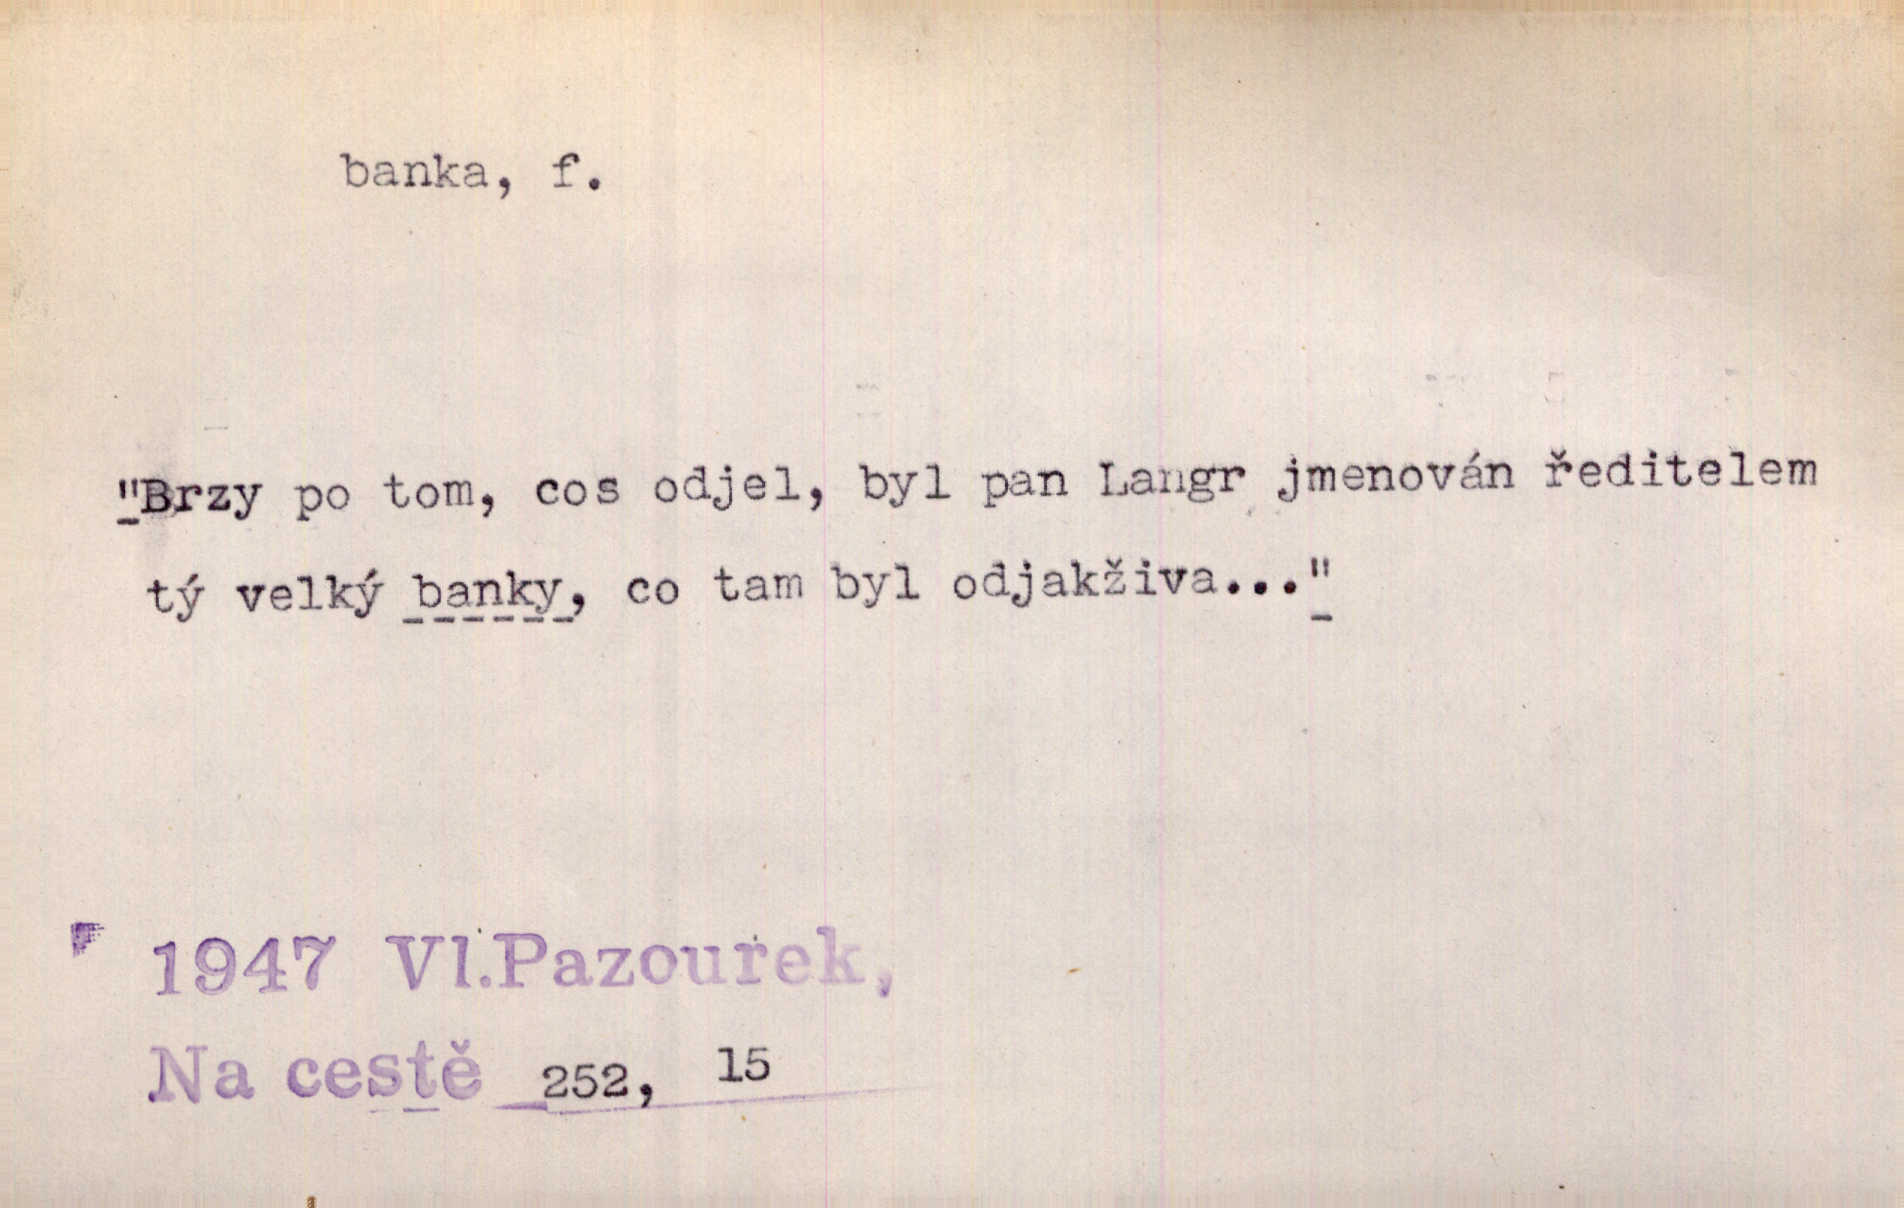 banka, f.
"Brzy po tom, cos odjel, byl pan Langr jmenován ředitelem
tý velký banky, co tam byl odjakživa..."
1947 Vl.Pazourek,
Na cestě 252, 15